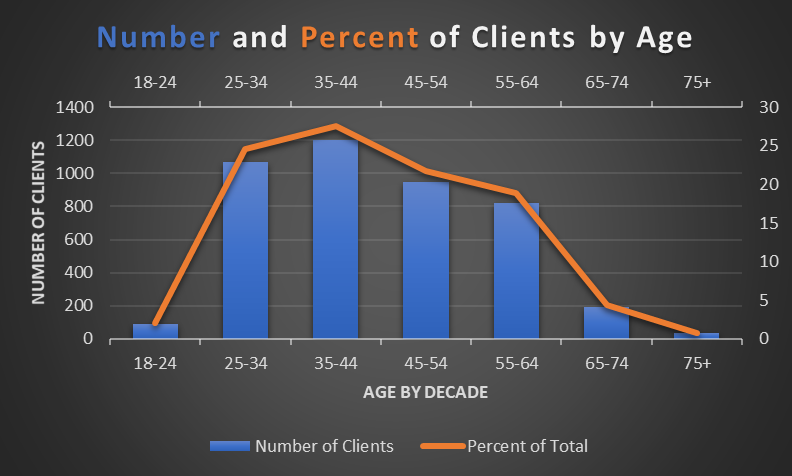 Number and Percent of Clients by Age
18-24 25-34 35-44 45-54 55-64 65-74 75+
1400 30
1200 25
1000 20
800 15
600 10
400 5
200 0
0
NUMBER OF CLIENTS
18-24 25-34 35-44 45-54 55-64 65-74 75+
AGE BY DECADE
Number of Clients Percent of Total